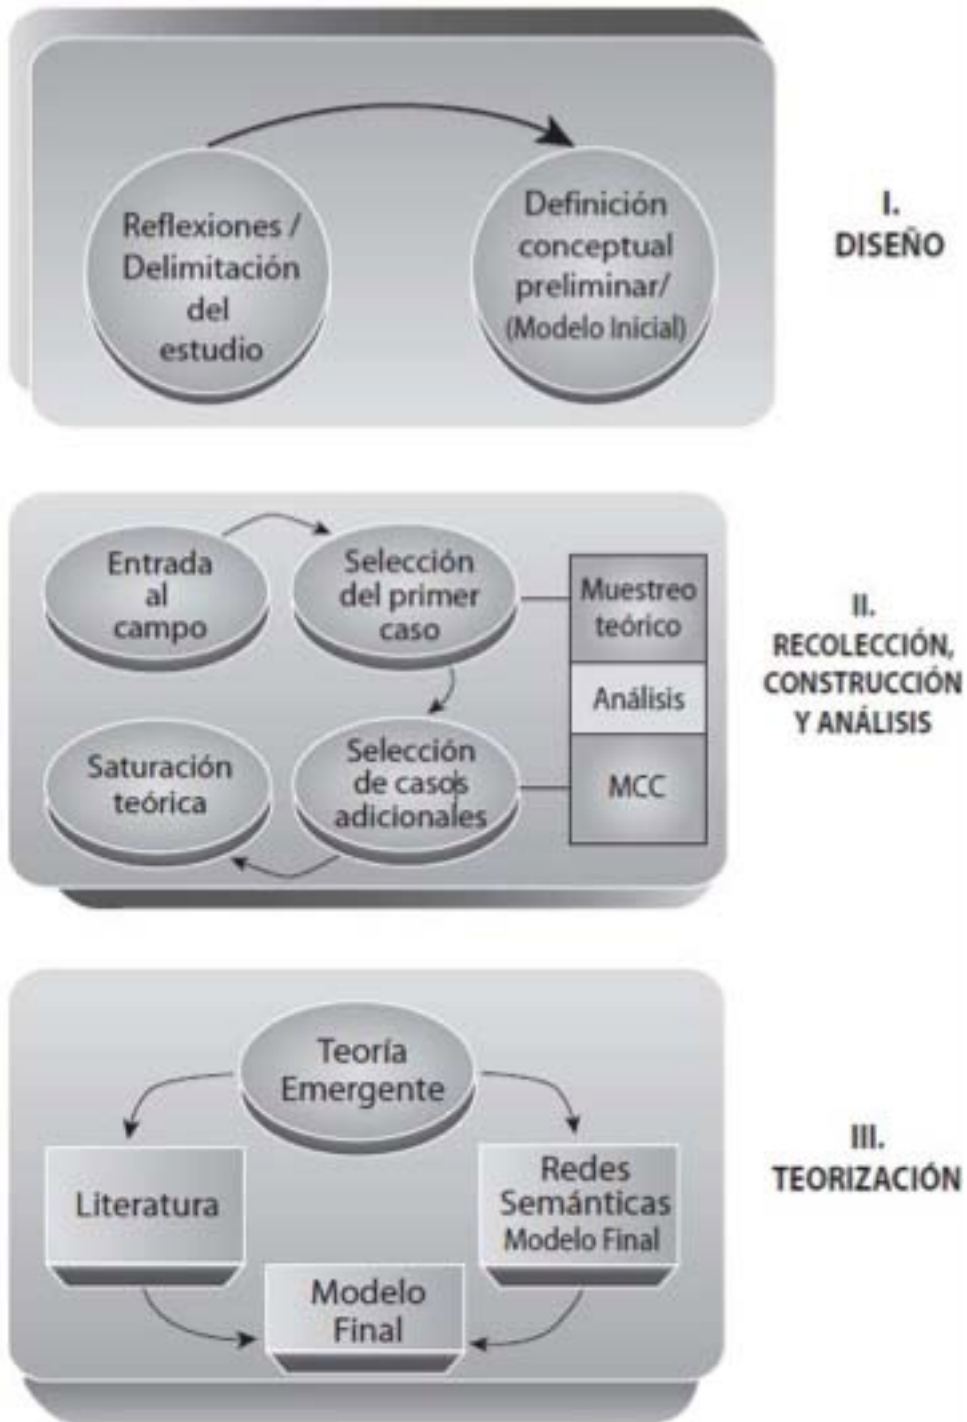 Reflexiones /
Delimitación
del
estudio
Definición
conceptual
preliminar/
(Modelo Inicial)
I.
DISEÑO
Entrada
al
campo
Selección
del primer
caso
Muestreo
teórico
Análisis
MCC
Saturación
teórica
Selección
de casos
adicionales
II.
RECOLECCIÓN,
CONSTRUCCIÓN
Y ANÁLISIS
Teoría
Emergente
Literatura
Redes
Semánticas
Modelo Final
Modelo
Final
III.
TEORIZACIÓN